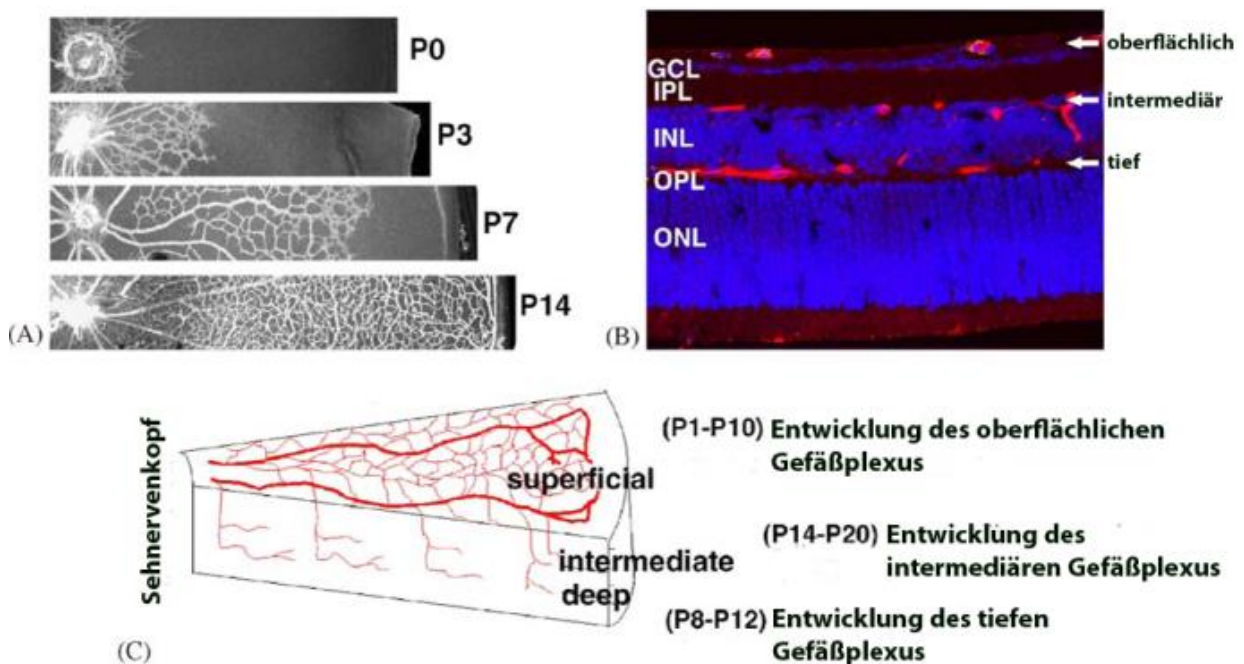 P0
P3
P7
P14
(A)
GCL
IPL
INL
OPL
ONL
(B)
oberflächlich
intermediär
tief
Sehnervenkopf
superficial
intermediate
deep
(C)
(P1-P10) Entwicklung des oberflächlichen
Gefäßplexus
(P14-P20) Entwicklung des
intermediären Gefäßplexus
(P8-P12) Entwicklung des tiefen
Gefäßplexus